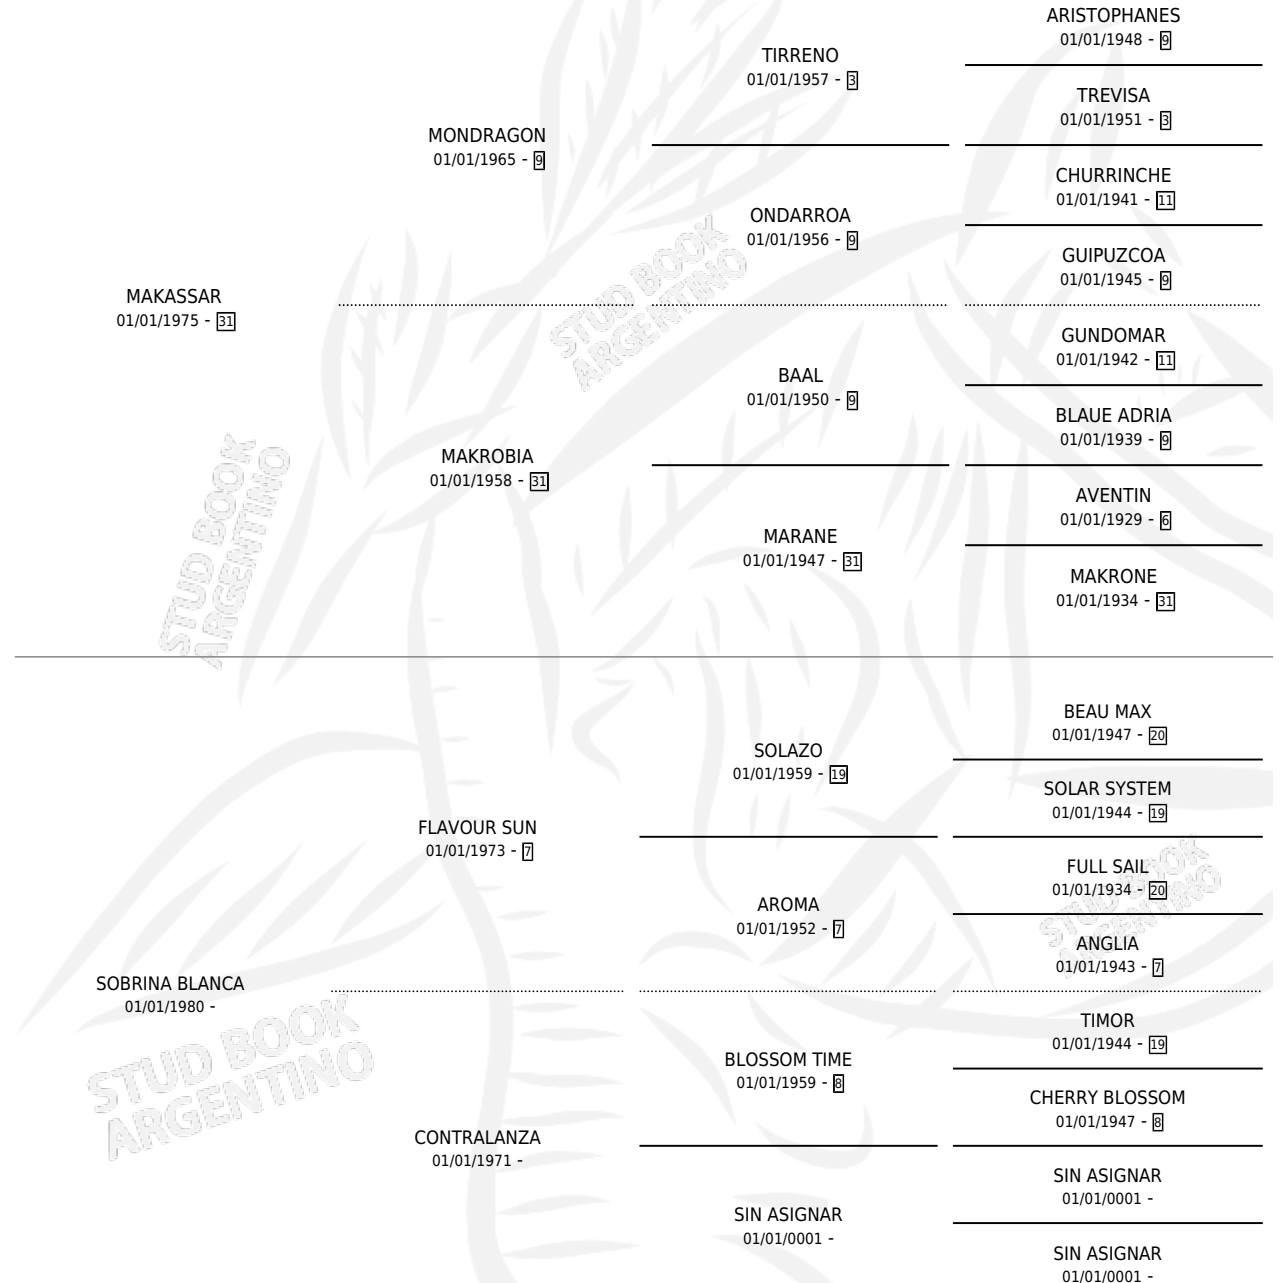 ARISTOPHANES
01/01/1948 - 9
TIRRENO
01/01/1957 - 3
TREVISA
01/01/1951 - 3
MONDRAGON
01/01/1965 - 9
CHURRINCHE
01/01/1941 - 11
ONDARROA
01/01/1956 - 9
GUIPUZCOA
01/01/1945 - 9
MAKASSAR
01/01/1975 - 31
GUNDOMAR
01/01/1942 - 11
BAAL
01/01/1950 - 9
BLAUE ADRIA
01/01/1939 - 9
MAKROBIA
01/01/1958 - 31
AVENTIN
01/01/1929 - 6
MARANE
01/01/1947 - 31
MAKRONE
01/01/1934 - 31
BEAU MAX
01/01/1947 - 20
SOLAZO
01/01/1959 - 19
SOLAR SYSTEM
01/01/1944 - 19
FLAVOUR SUN
01/01/1973 - 7
FULL SAIL
01/01/1934 - 20
AROMA
01/01/1952 - 7
ANGLIA
01/01/1943 - 7
SOBRINA BLANCA
01/01/1980 -
TIMOR
01/01/1944 - 19
BLOSSOM TIME
01/01/1959 - 8
CHERRY BLOSSOM
01/01/1947 - 8
CONTRALANZA
01/01/1971 -
SIN ASIGNAR
01/01/0001 -
SIN ASIGNAR
01/01/0001 -
SIN ASIGNAR
01/01/0001 -
STUD BOOK
ARGENTINO
STUD BOOK
ARGENTINO
STUD BOOK
ARGENTINO
STUD BOOK
ARGENTINO